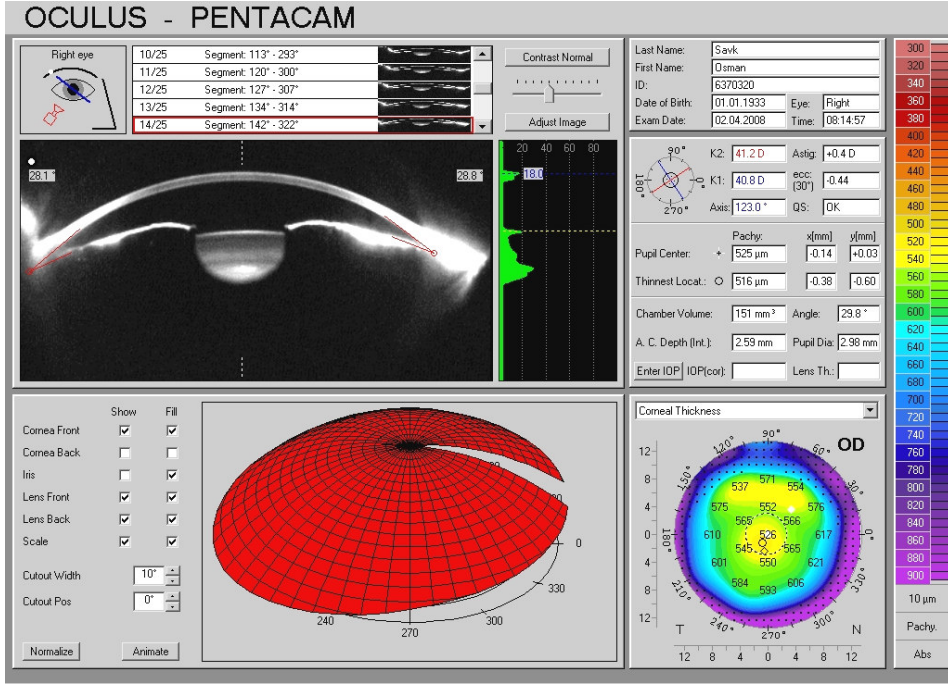 OCULUS - PENTACAM
Right eye
10/25 Segment: 113° - 293°
11/25 Segment: 120° - 300°
12/25 Segment: 127° - 307°
13/25 Segment: 134° - 314°
14/25 Segment: 142° - 322°
Contrast Normal
Adjust Image
28.1 °
28.8 °
20 40 60 80
18.0
Last Name: Savk
First Name: Osman
ID: 6370320
Date of Birth: 01.01.1933 Eye: Right
Exam Date: 02.04.2008 Time: 08:14:57
90°
180°
0°
270°
K2: 41.2 D Astig: +0.4 D
K1: 40.8 D ecc: (30°) -0.44
Axis: 123.0 ° QS: OK
Pachy: x[mm] y[mm]
Pupil Center: + 525 µm -0.14 +0.03
Thinnest Locat.: O 516 µm -0.38 -0.60
Chamber Volume: 151 mm³ Angle: 29.8 °
A. C. Depth (Int.): 2.59 mm Pupil Dia: 2.98 mm
Enter IOP IOP(cor): Lens Th.:
Show Fill
Cornea Front
Cornea Back
Iris
Lens Front
Lens Back
Scale
Cutout Width 10°
Cutout Pos 0°
Normalize Animate
0
330
300
270
240
Corneal Thickness
OD
90°
120° 60°
150° 30°
180° 0°
210° 330°
240° 300°
270°
12
8
4
0
4
8
12
537 571 554
575 552 576
565 566
610 526 617
545 565
601 550 621
584 593 606
T N
12 8 4 0 4 8 12
300
320
340
360
380
400
420
440
460
480
500
520
540
560
580
600
620
640
660
680
700
720
740
760
780
800
820
840
860
880
900
10 µm
Pachy.
Abs